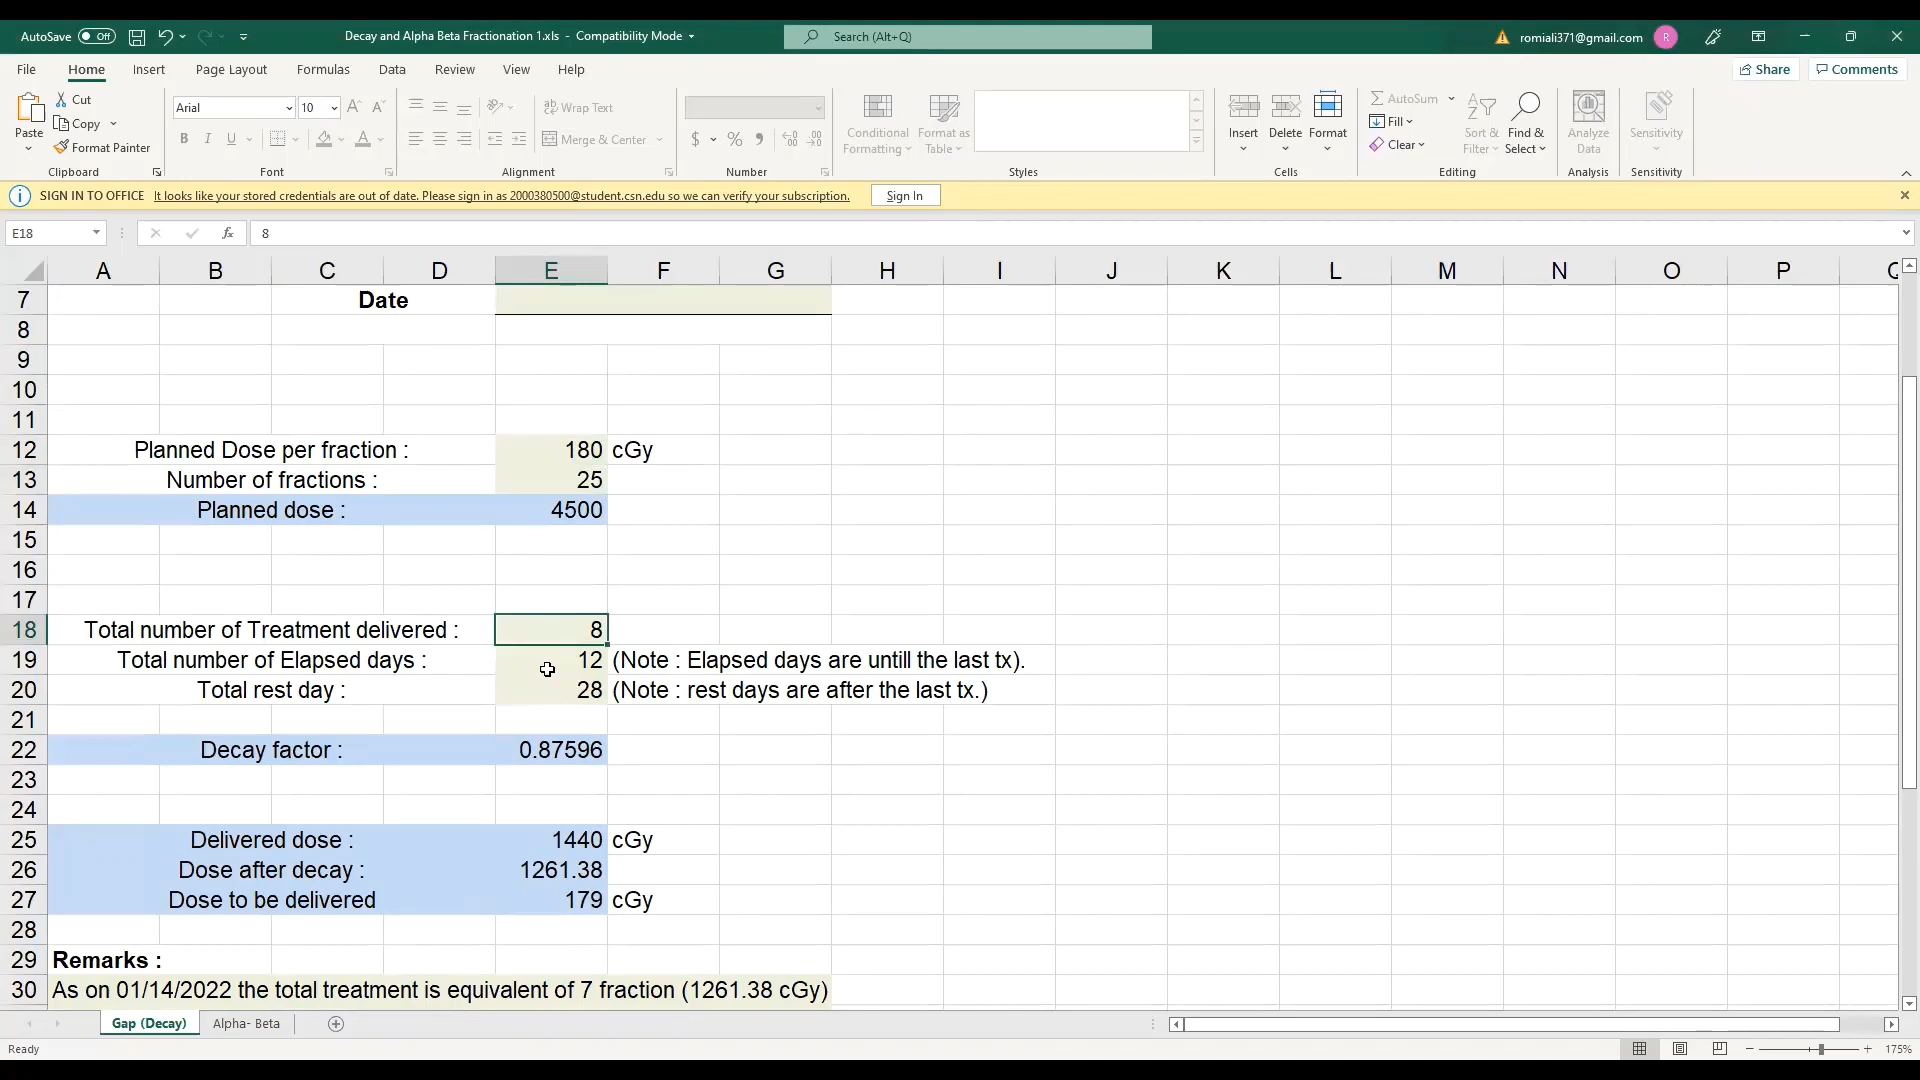 AutoSave Off Decay and Alpha Beta Fractionation 1.xls - Compatibility Mode Search (Alt+Q) romiali371@gmail.com R
File Home Insert Page Layout Formulas Data Review View Help Share Comments
Paste Cut Copy Format Painter Clipboard
Arial 10 B I U Font
ab Wrap Text Merge & Center Alignment
$ % Number
Conditional Formatting Format as Table Styles
Insert Delete Format Cells
AutoSum Fill Clear Sort & Filter Find & Select Editing
Analyze Data Analysis
Sensitivity Sensitivity
SIGN IN TO OFFICE It looks like your stored credentials are out of date. Please sign in as 2000380500@student.csn.edu so we can verify your subscription. Sign In
E18 fx 8
A B C D E F G H I J K L M N O P Q
7 Date
8
9
10
11
12 Planned Dose per fraction : 180 cGy
13 Number of fractions : 25
14 Planned dose : 4500
15
16
17
18 Total number of Treatment delivered : 8
19 Total number of Elapsed days : 12 (Note : Elapsed days are untill the last tx).
20 Total rest day : 28 (Note : rest days are after the last tx.)
21
22 Decay factor : 0.87596
23
24
25 Delivered dose : 1440 cGy
26 Dose after decay : 1261.38
27 Dose to be delivered 179 cGy
28
29 Remarks :
30 As on 01/14/2022 the total treatment is equivalent of 7 fraction (1261.38 cGy)
Gap (Decay) Alpha- Beta
Ready 175%